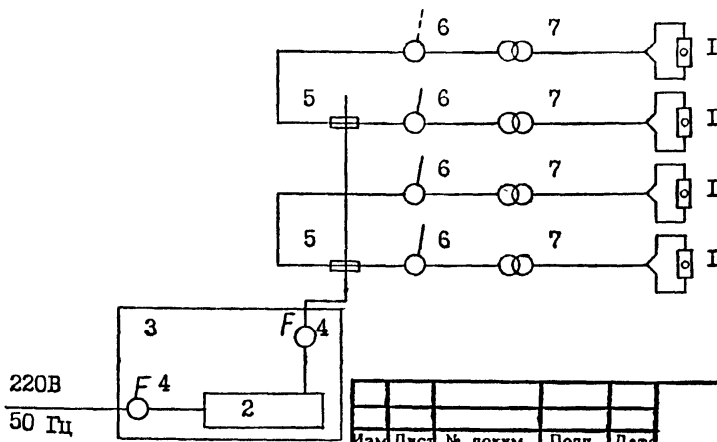 6 7 I
5 6 7 I
6 7 I
5 6 7 I
3 F 4
220В F 4 2
50 Гц
Изм Лист № докум. Подп. Дата